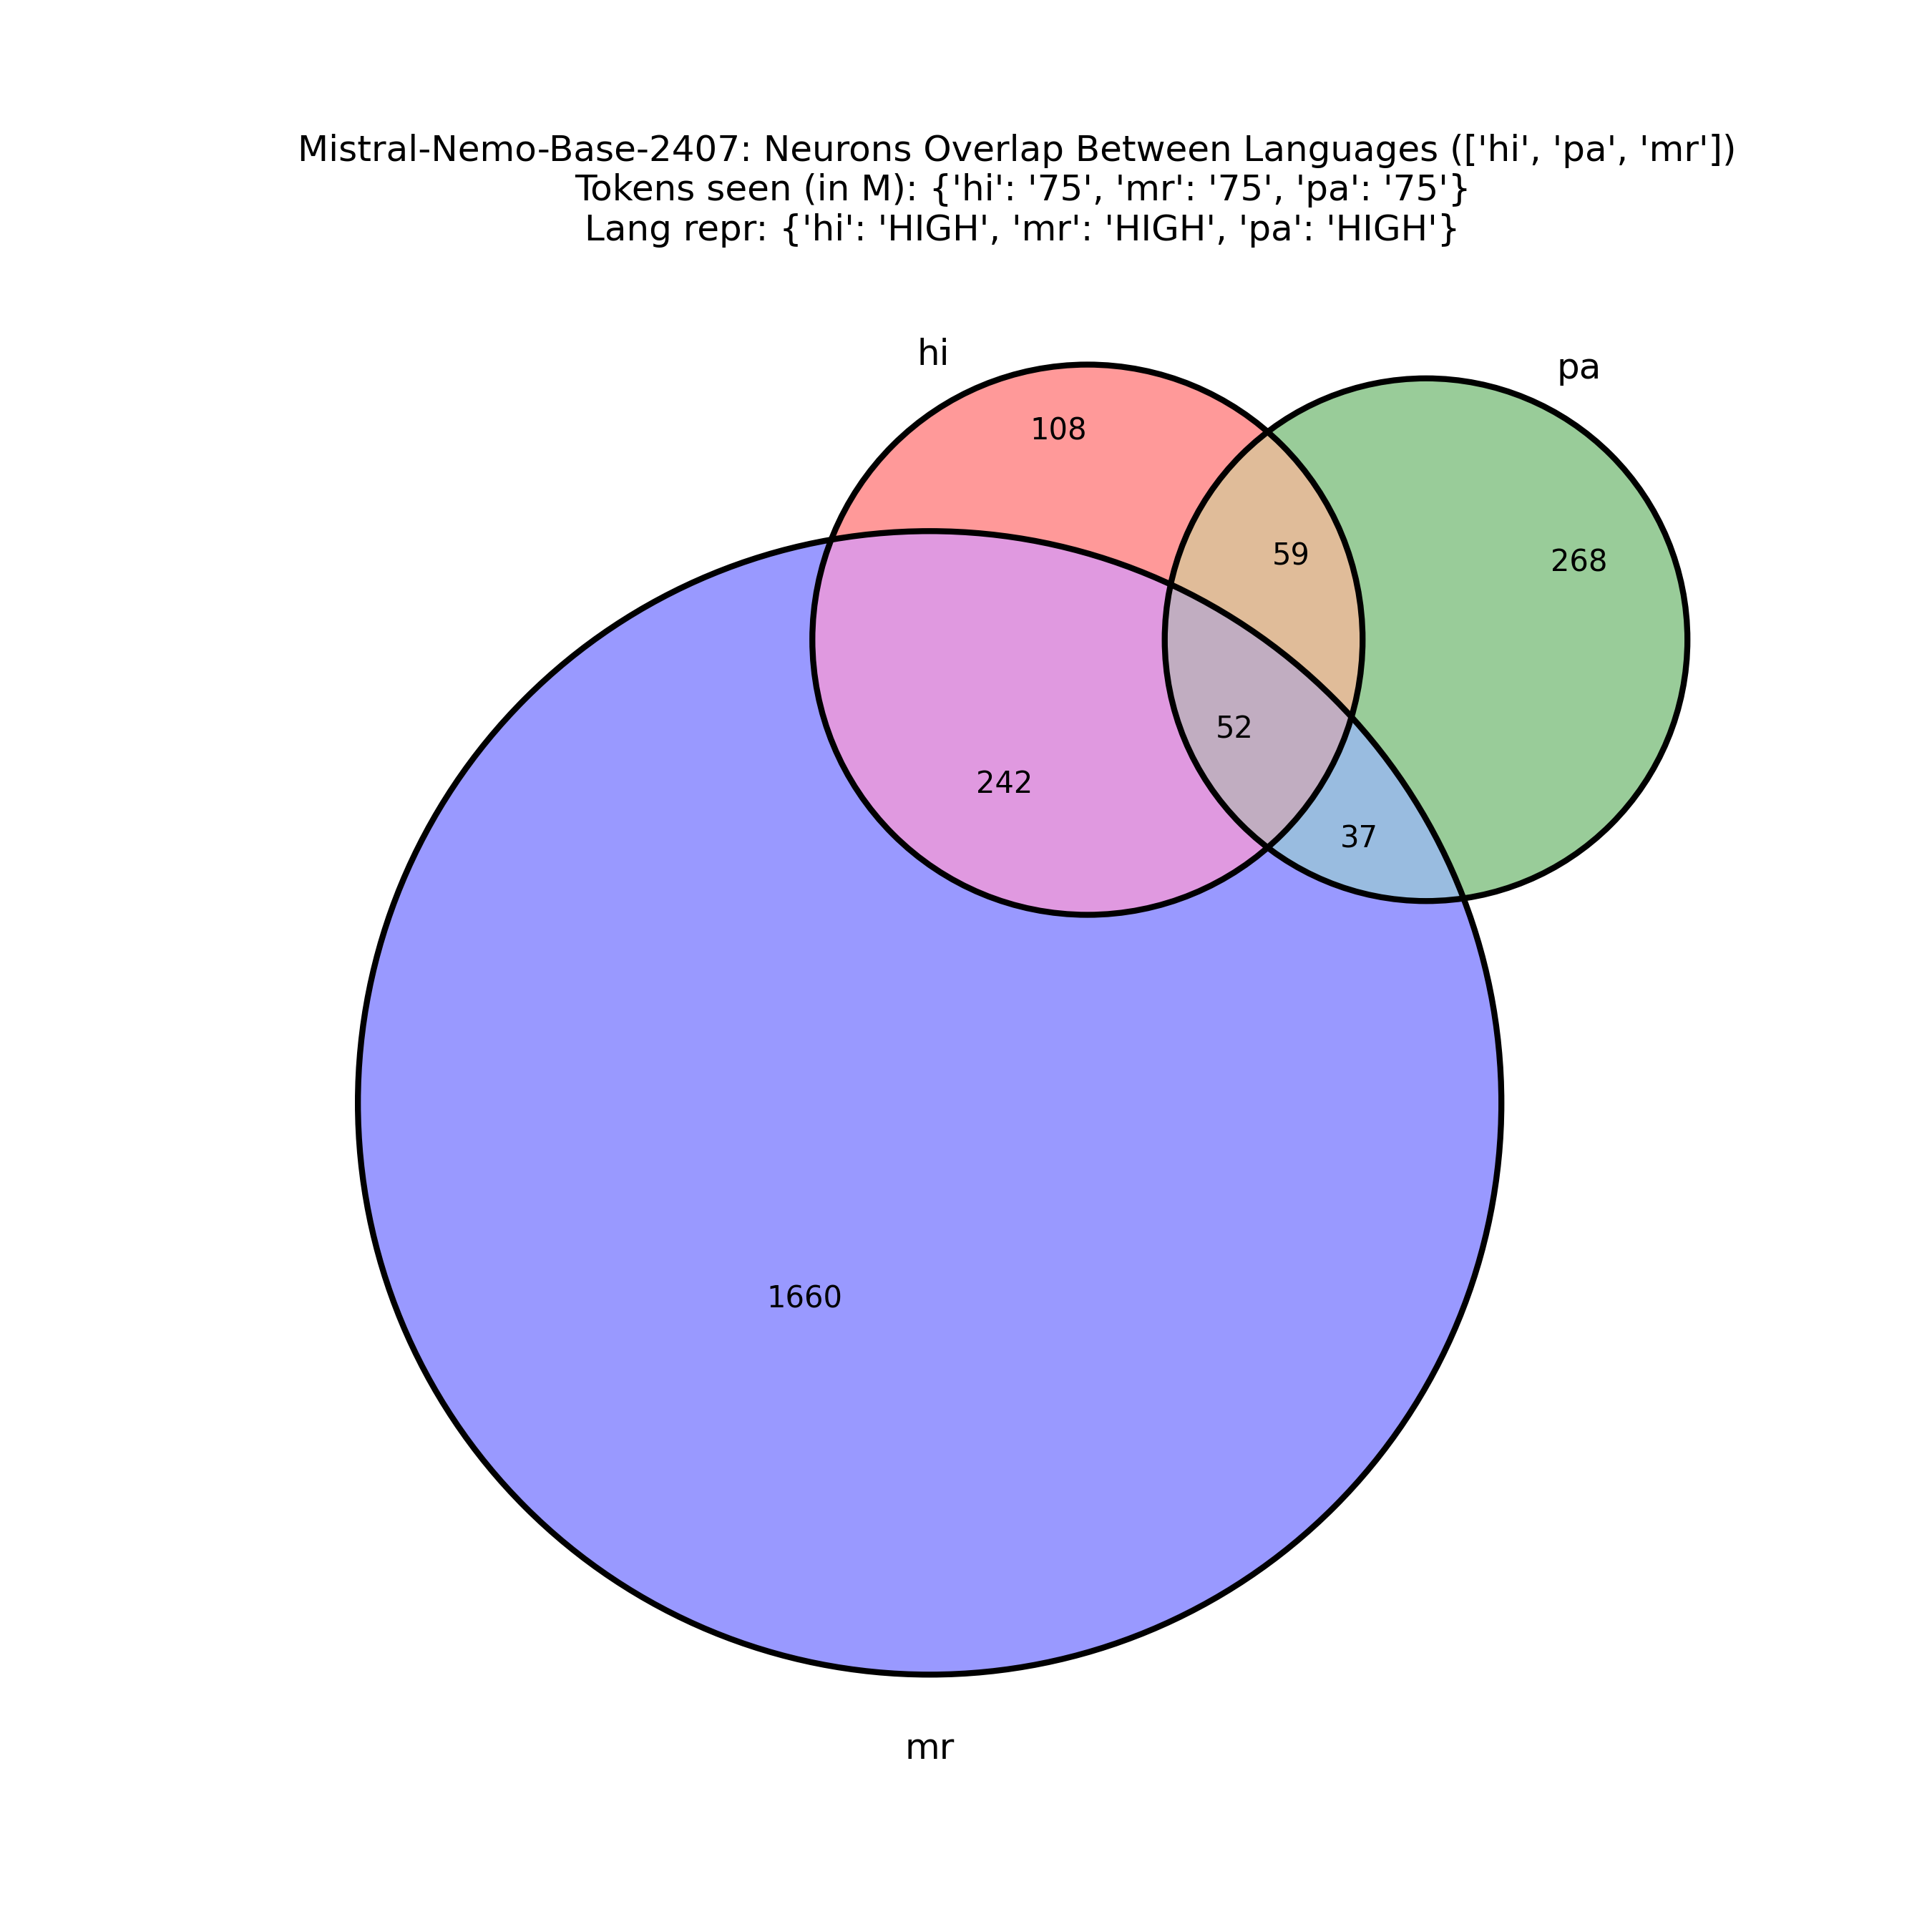 Mistral-Nemo-Base-2407: Neurons Overlap Between Languages (['hi', 'pa', 'mr'])
Tokens seen (in M): {'hi': '75', 'mr': '75', 'pa': '75'}
Lang repr: {'hi': 'HIGH', 'mr': 'HIGH', 'pa': 'HIGH'}
hi
pa
108
59
268
52
242
37
1660
mr